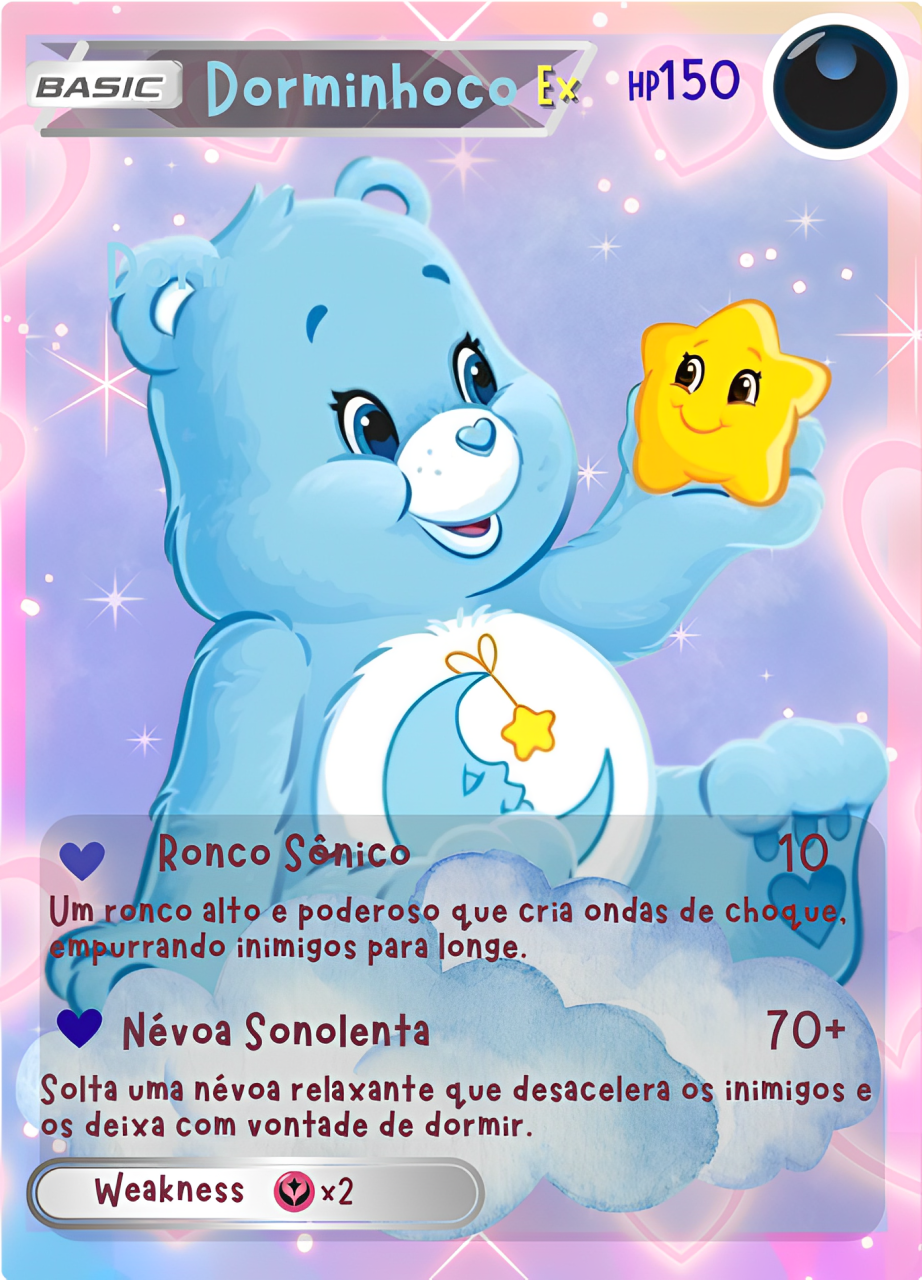 BASIC Dorminhoco Ex HP150
Dorm
Ronco Sônico 10
Um ronco alto e poderoso que cria ondas de choque,
empurrando inimigos para longe.
Névoa Sonolenta 70+
Solta uma névoa relaxante que desacelera os inimigos e
os deixa com vontade de dormir.
Weakness x2